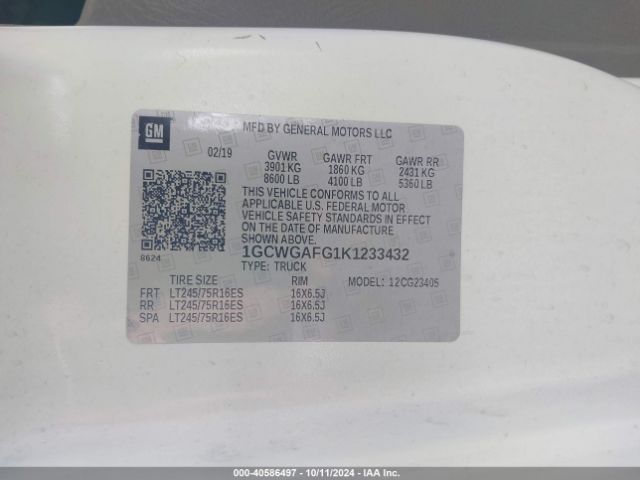 GM
MFD BY GENERAL MOTORS LLC
02/19 GVWR GAWR FRT GAWR RR
3901 KG 1860 KG 2431 KG
8600 LB 4100 LB 5360 LB
THIS VEHICLE CONFORMS TO ALL
APPLICABLE U.S. FEDERAL MOTOR
VEHICLE SAFETY STANDARDS IN EFFECT
ON THE DATE OF MANUFACTURE
SHOWN ABOVE.
8624
1GCWGAFG1K1233432
TYPE: TRUCK
TIRE SIZE RIM MODEL: 12CG23405
FRT LT245/75R16ES 16X6.5J
RR LT245/75R16ES 16X6.5J
SPA LT245/75R16ES 16X6.5J
000-40586497 - 10/11/2024 - IAAI.COM